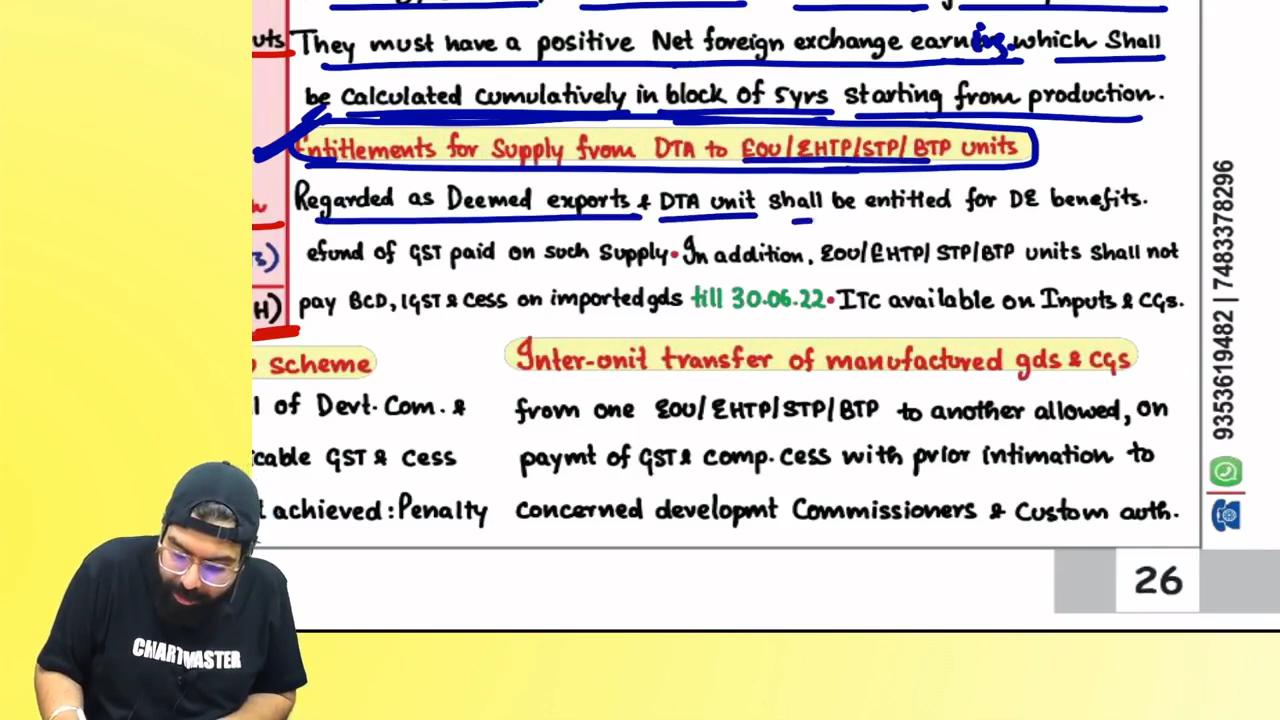 uts They must have a positive Net foreign exchange earning. which Shall
be calculated cumulatively in block of 5yrs starting from production.
Entitlements for Supply from DTA to EOU/EHTP/STP/BTP units
Regarded as Deemed exports & DTA unit shall be entitled for DE benefits.
3) efund of GST paid on such Supply. In addition, EOU/EHTP/STP/BTP units shall not
H) pay BCD, IGST & cess on imported gds till 30.06.22. ITC available on Inputs & CGs.
scheme
l of Devt. Com. &
cable GST & cess
t achieved: Penalty
Inter-unit transfer of manufactured gds & CGs
from one EOU/EHTP/STP/BTP to another allowed, on
paymt of GST & comp. cess with prior intimation to
concerned developmt Commissioners & Custom auth.
26
9353619482 | 7483378296
CHARTMASTER